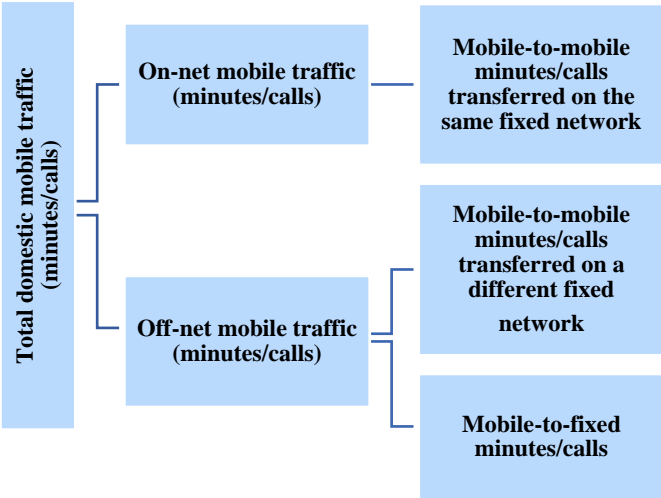 Total domestic mobile traffic
(minutes/calls)
On-net mobile traffic
(minutes/calls)
Mobile-to-mobile
minutes/calls
transferred on the
same fixed network
Off-net mobile traffic
(minutes/calls)
Mobile-to-mobile
minutes/calls
transferred on a
different fixed
network
Mobile-to-fixed
minutes/calls